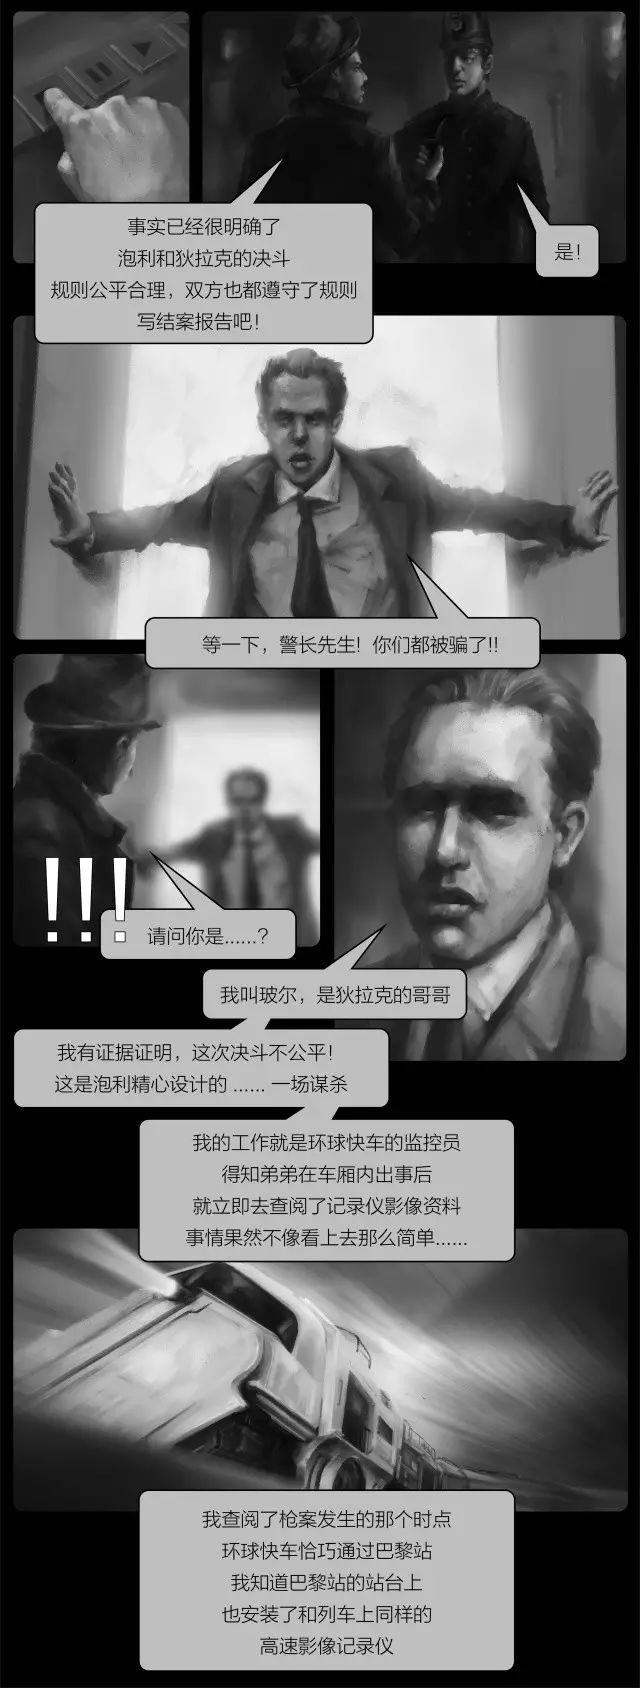 事实已经很明确了
泡利和狄拉克的决斗
规则公平合理，双方也都遵守了规则
写结案报告吧！
是！
等一下，警长先生！你们都被骗了!!
!!!
请问你是......？
我叫玻尔，是狄拉克的哥哥
我有证据证明，这次决斗不公平！
这是泡利精心设计的 ...... 一场谋杀
我的工作就是环球快车的监控员
得知弟弟在车厢内出事后
就立即去查阅了记录仪影像资料
事情果然不像看上去那么简单......
我查阅了枪案发生的那个时点
环球快车恰巧通过巴黎站
我知道巴黎站的站台上
也安装了和列车上同样的
高速影像记录仪